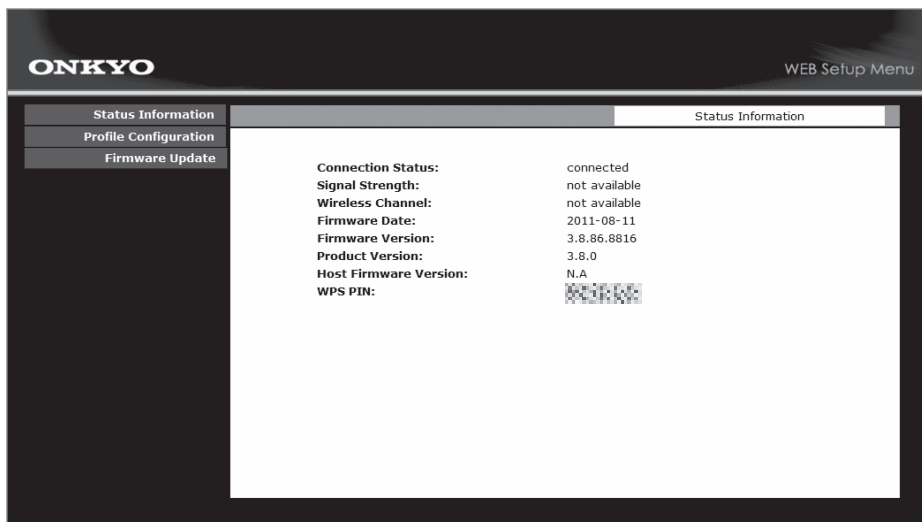 ONKYO
WEB Setup Menu
Status Information
Profile Configuration
Firmware Update
Status Information
Connection Status: connected
Signal Strength: not available
Wireless Channel: not available
Firmware Date: 2011-08-11
Firmware Version: 3.8.86.8816
Product Version: 3.8.0
Host Firmware Version: N.A
WPS PIN: